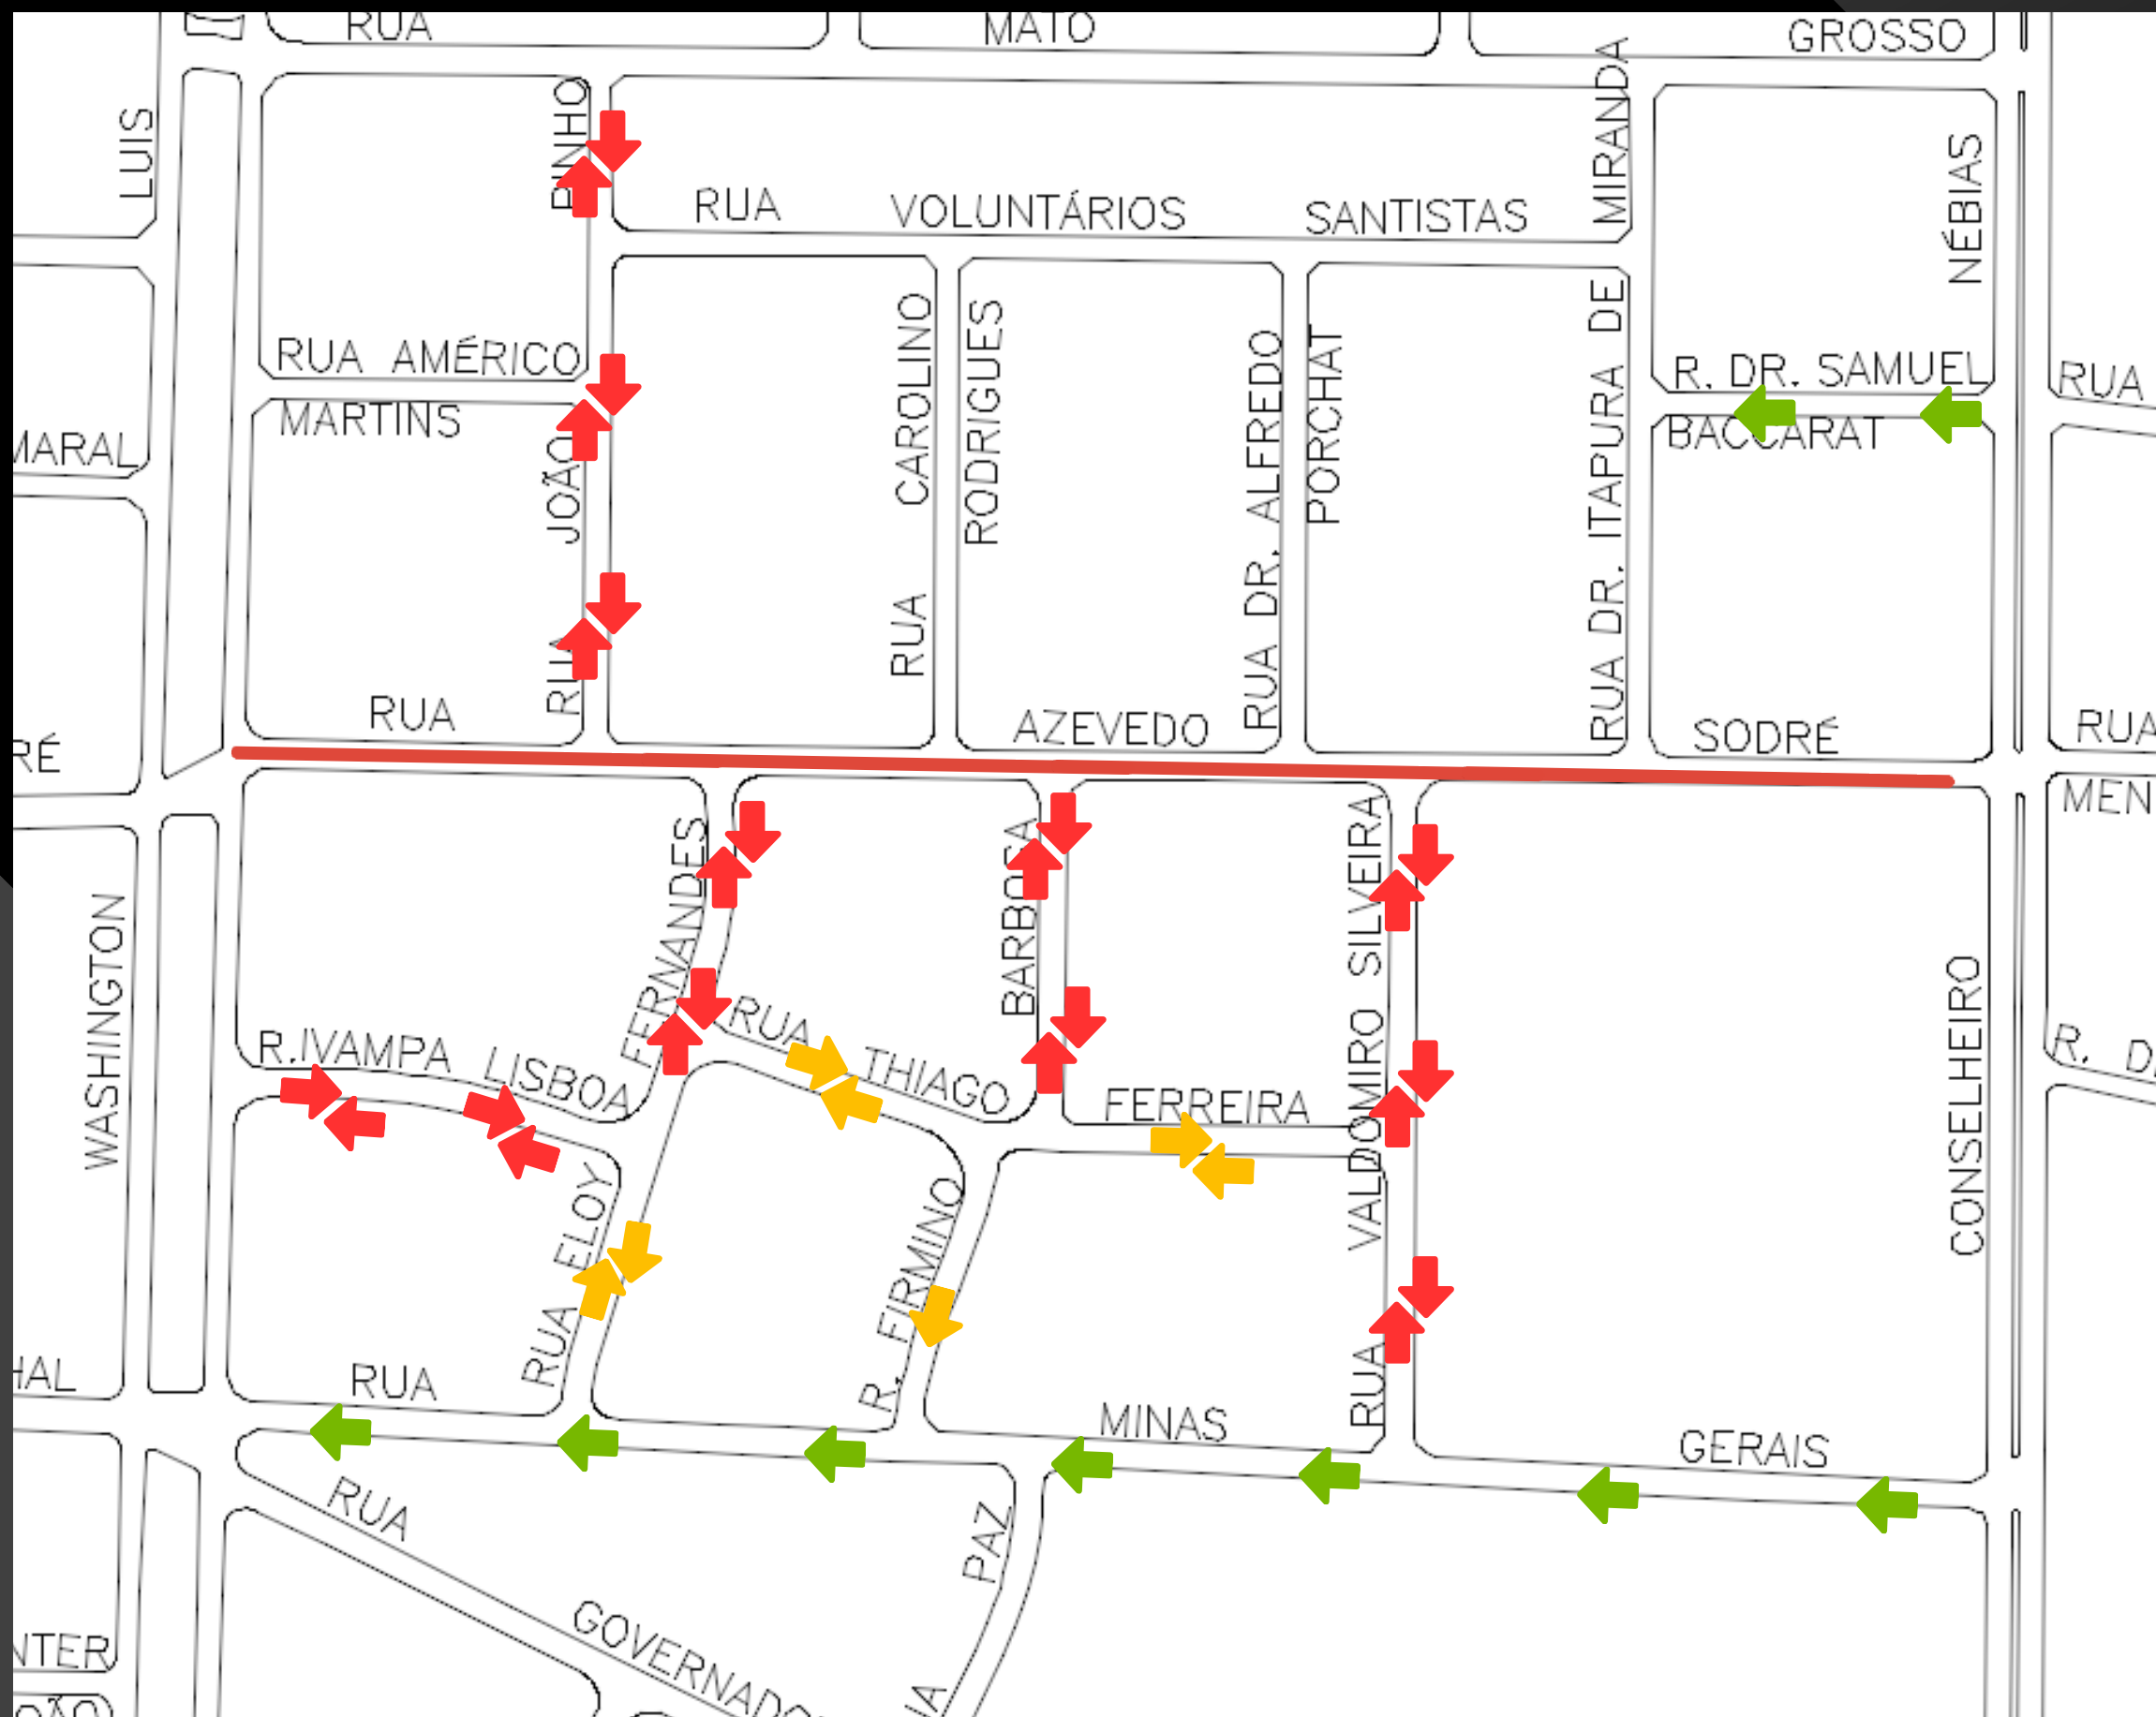 RUA MATO GROSSO
LUIS
PINHO
MIRANDA
RUA VOLUNTÁRIOS SANTISTAS
NÉBIAS
RUA AMÉRICO
MARTINS
R. DR. SAMUEL
BACCARAT
RUA
MARAL
RUA JOÃO
RUA CAROLINO
RODRIGUES
RUA DR. ALFREDO
PORCHAT
RUA DR. ITAPURA DE
RUA AZEVEDO SODRÉ
RÉ
RUA
MEN
WASHINGTON
FERNANDES
BARBOSA
RUA VALDOMIRO SILVEIRA
CONSELHEIRO
R. IVAMPA LISBOA
RUA THIAGO
FERREIRA
R. D
RUA ELOY
R. FIRMINO
HAL
RUA MINAS GERAIS
RUA GOVERNADO
PAZ
NTER